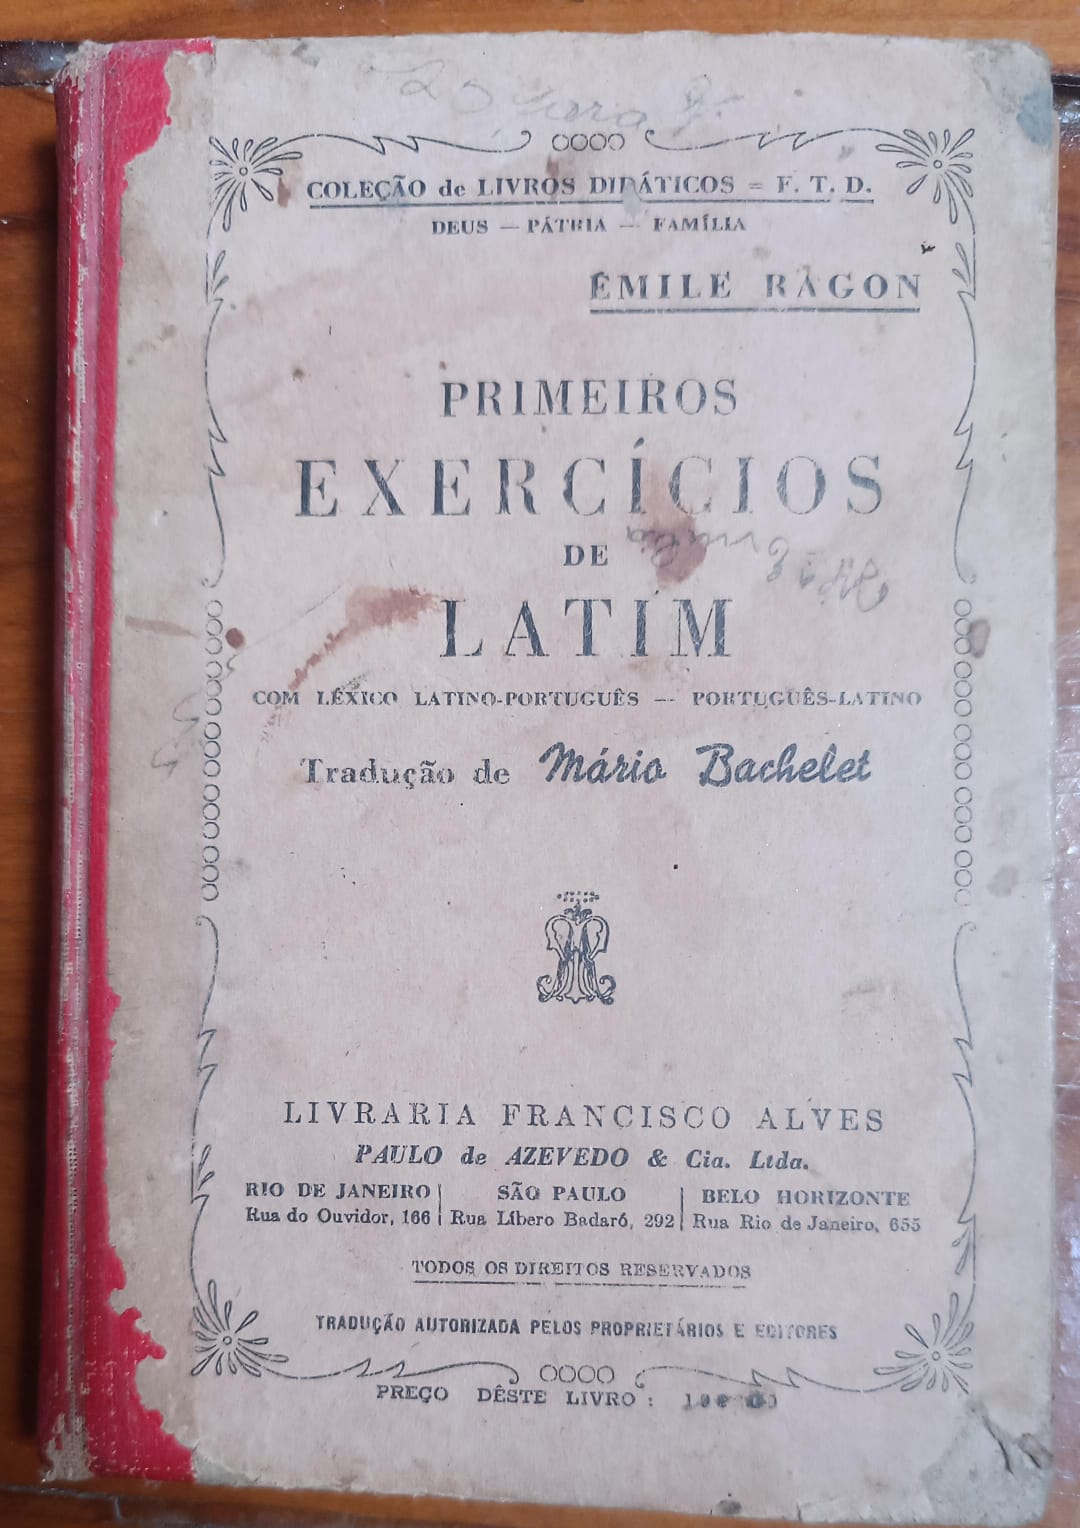 COLEÇÃO de LIVROS DIDÁTICOS = F. T. D.
DEUS — PÁTRIA — FAMÍLIA
ÉMILE RAGON
PRIMEIROS
EXERCÍCIOS
DE
LATIM
COM LÉXICO LATINO-PORTUGUÊS — PORTUGUÊS-LATINO
Tradução de Mário Bachelet
LIVRARIA FRANCISCO ALVES
PAULO de AZEVEDO & Cia. Ltda.
RIO DE JANEIRO | SÃO PAULO | BELO HORIZONTE
Rua do Ouvidor, 166 | Rua Líbero Badaró, 292 | Rua Rio de Janeiro, 655
TODOS OS DIREITOS RESERVADOS
TRADUÇÃO AUTORIZADA PELOS PROPRIETÁRIOS E EDITORES
PREÇO DÊSTE LIVRO :